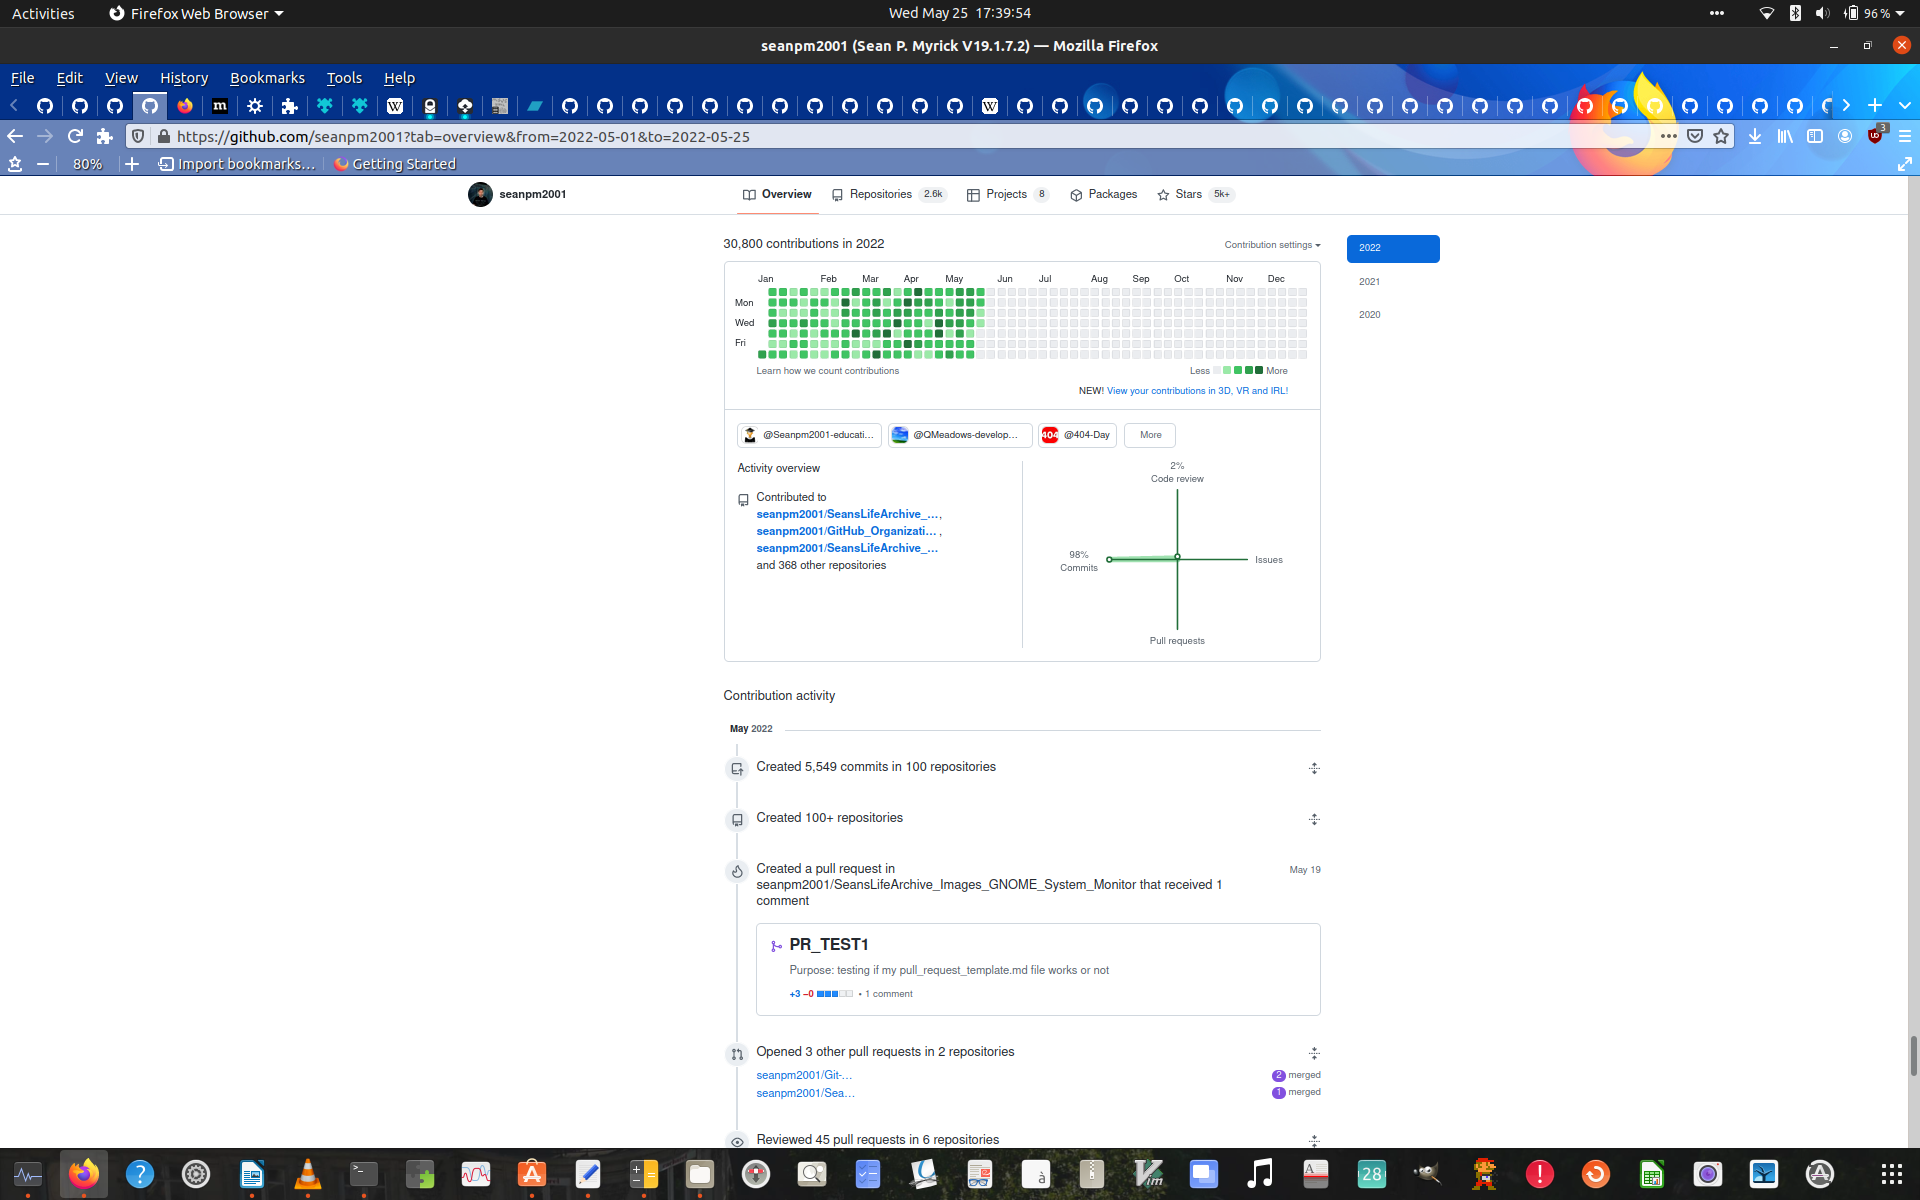 Activities
Firefox Web Browser
Wed May 25 17:39:54
96 %
seanpm2001 (Sean P. Myrick V19.1.7.2) — Mozilla Firefox
File Edit View History Bookmarks Tools Help
https://github.com/seanpm2001?tab=overview&from=2022-05-01&to=2022-05-25
3
80%
Import bookmarks...
Getting Started
seanpm2001
Overview
Repositories 2.6k
Projects 8
Packages
Stars 5k+
30,800 contributions in 2022
Contribution settings
2022
2021
2020
Jan Feb Mar Apr May Jun Jul Aug Sep Oct Nov Dec
Mon
Wed
Fri
Learn how we count contributions
Less More
NEW! View your contributions in 3D, VR and IRL!
@Seanpm2001-educati...
@QMeadows-develop...
404 @404-Day
More
Activity overview
Contributed to
seanpm2001/SeansLifeArchive_...,
seanpm2001/GitHub_Organizati... ,
seanpm2001/SeansLifeArchive_...
and 368 other repositories
2%
Code review
98%
Commits
Issues
Pull requests
Contribution activity
May 2022
Created 5,549 commits in 100 repositories
Created 100+ repositories
Created a pull request in
seanpm2001/SeansLifeArchive_Images_GNOME_System_Monitor that received 1
comment
May 19
PR_TEST1
Purpose: testing if my pull_request_template.md file works or not
+3 −0 • 1 comment
Opened 3 other pull requests in 2 repositories
seanpm2001/Git-...
2 merged
seanpm2001/Sea...
1 merged
Reviewed 45 pull requests in 6 repositories
28